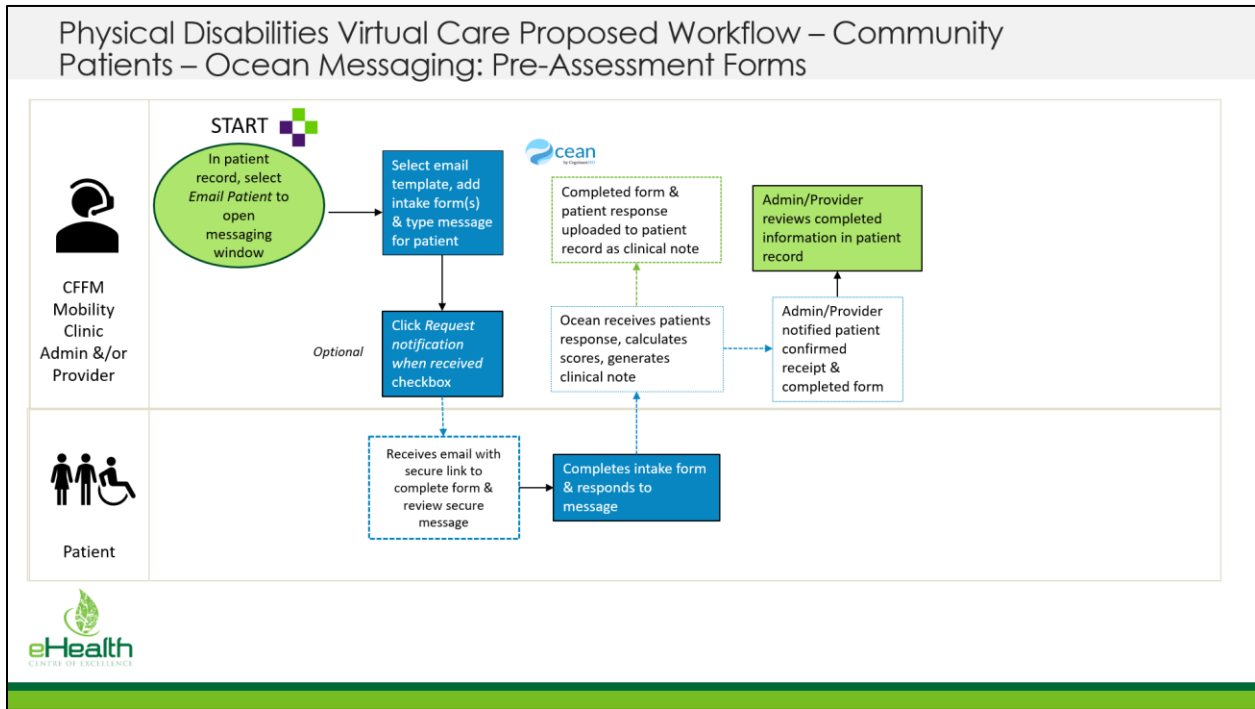 Physical Disabilities Virtual Care Proposed Workflow – Community
Patients – Ocean Messaging: Pre-Assessment Forms
CFFM
Mobility
Clinic
Admin &/or
Provider
START
In patient
record, select
Email Patient to
open
messaging
window
Select email
template, add
intake form(s)
& type message
for patient
Optional
Click Request
notification
when received
checkbox
cean
by CognisantMD
Completed form &
patient response
uploaded to patient
record as clinical note
Ocean receives patients
response, calculates
scores, generates
clinical note
Admin/Provider
reviews completed
information in patient
record
Admin/Provider
notified patient
confirmed
receipt &
completed form
Patient
Receives email with
secure link to
complete form &
review secure
message
Completes intake form
& responds to
message
eHealth
CENTRE OF EXCELLENCE